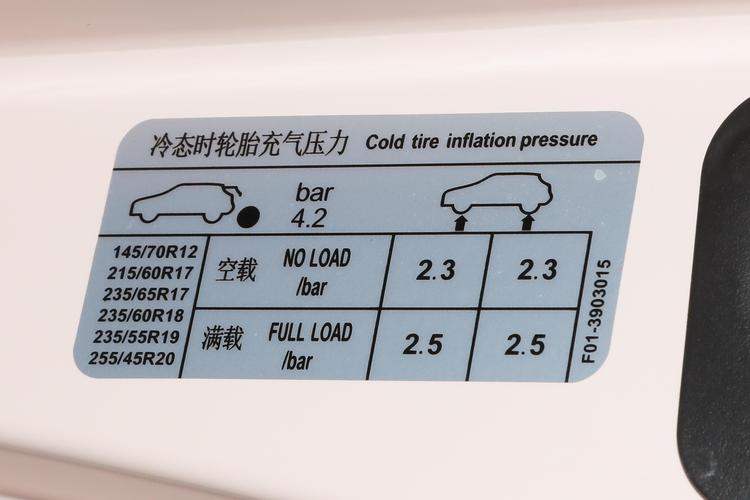 冷态时轮胎充气压力 Cold tire inflation pressure
bar
4.2
145/70R12
215/60R17
235/65R17
235/60R18
235/55R19
255/45R20
空载 NO LOAD /bar 2.3 2.3
满载 FULL LOAD /bar 2.5 2.5
F01-3903015